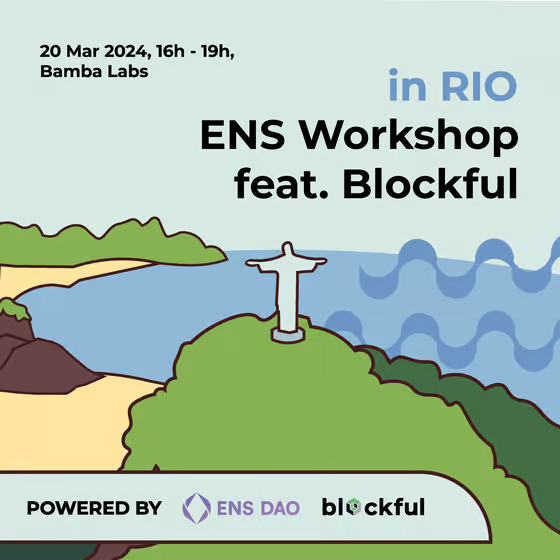 20 Mar 2024, 16h - 19h,
Bamba Labs
in RIO
ENS Workshop
feat. Blockful
POWERED BY ENS DAO blockful